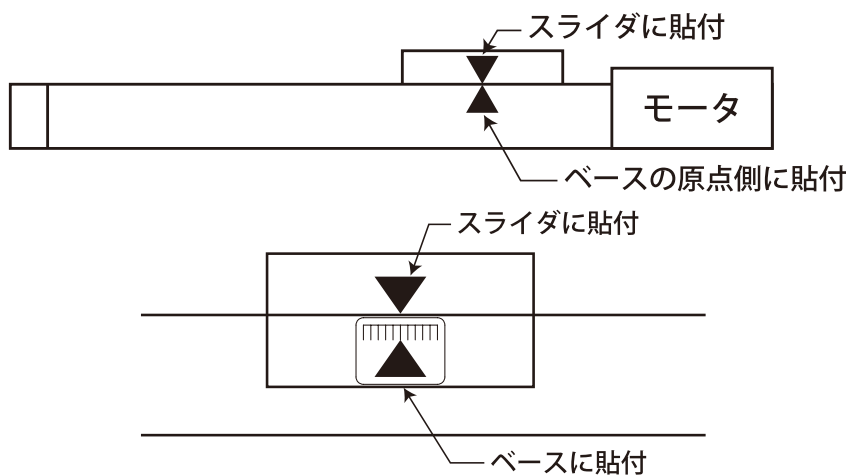 スライダに貼付
モータ
ベースの原点側に貼付
スライダに貼付
ベースに貼付